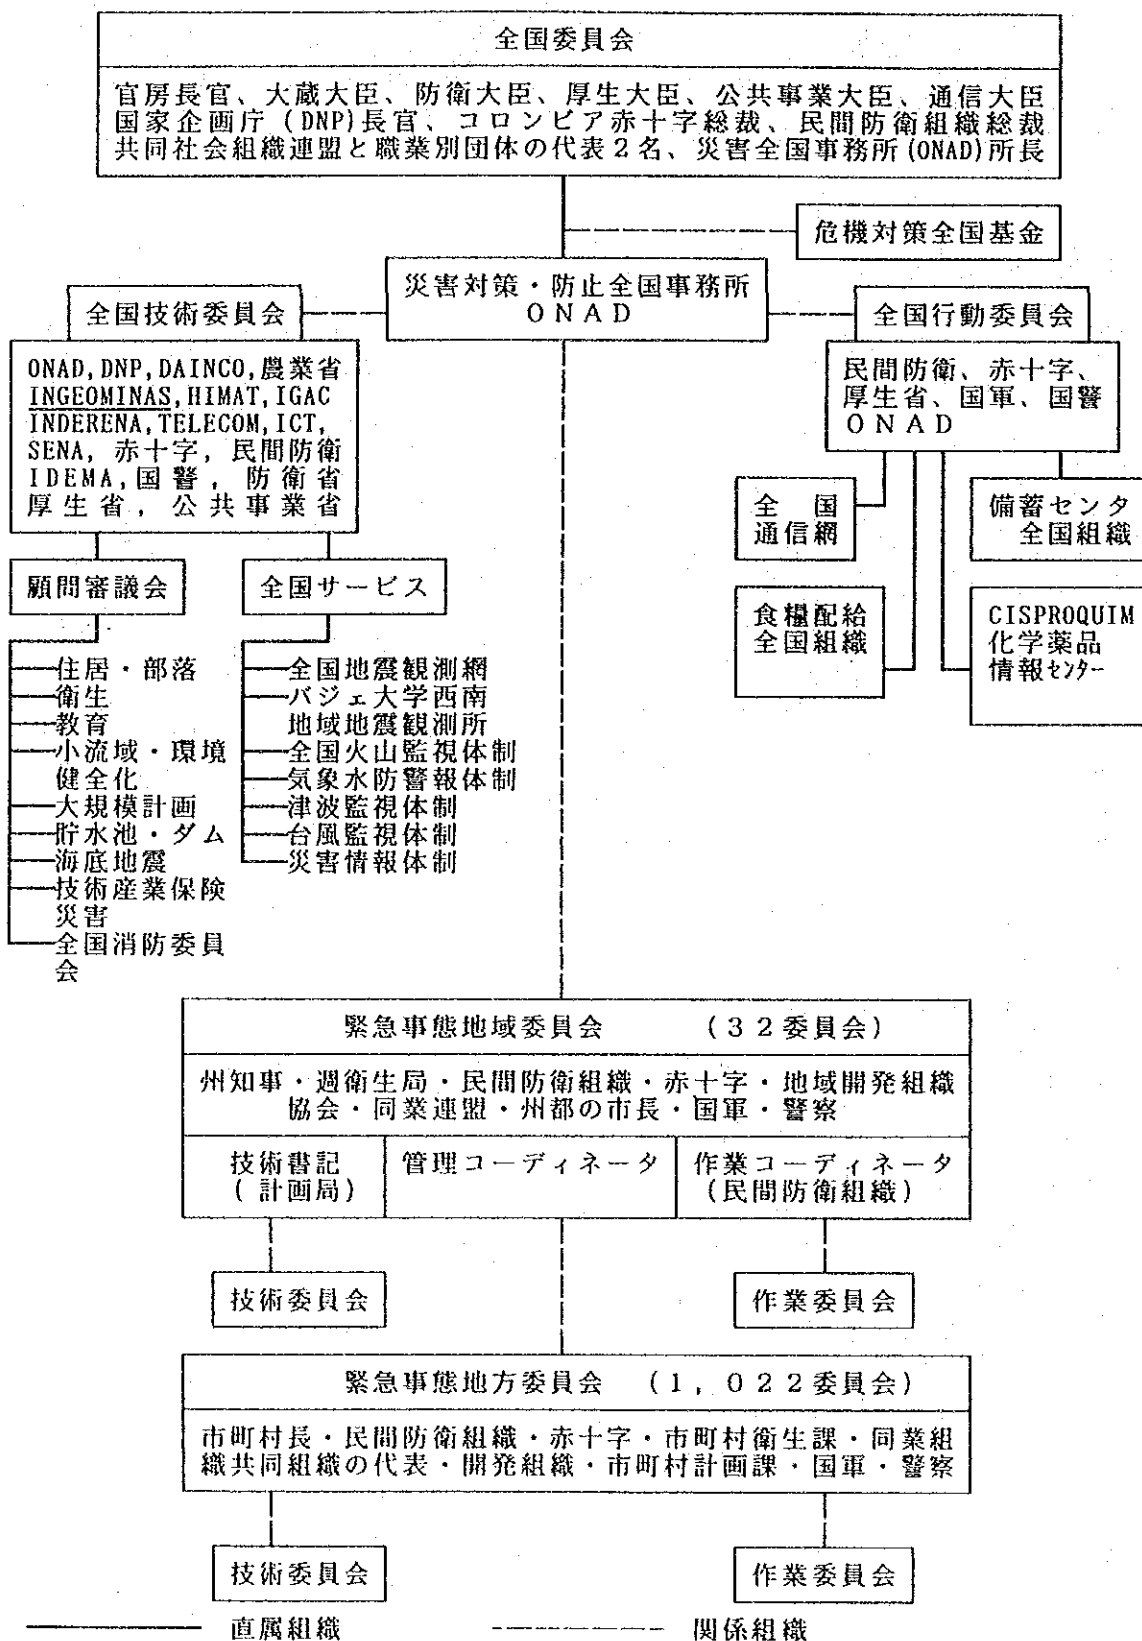 全国委員会
官房長官、大蔵大臣、防衛大臣、厚生大臣、公共事業大臣、通信大臣
国家企画庁 (DNP)長官、コロンビア赤十字総裁、民間防衛組織総裁
共同社会組織連盟と職業別団体の代表2名、災害全国事務所(ONAD)所長
危機対策全国基金
災害対策・防止全国事務所
ONAD
全国技術委員会
ONAD,DNP,DAINCO,農業省
INGEOMINAS,HIMAT,IGAC
INDERENA,TELECOM,ICT,
SENA, 赤十字, 民間防衛
IDEMA,国警, 防衛省
厚生省, 公共事業省
全国行動委員会
民間防衛、赤十字、
厚生省、国軍、国警
ONAD
全国
通信網
備蓄センタ
全国組織
食糧配給
全国組織
CISPROQUIM
化学薬品
情報センター
顧問審議会
住居・部落
衛生
教育
小流域・環境
健全化
大規模計画
貯水池・ダム
海底地震
技術産業保険
災害
全国消防委員
会
全国サービス
全国地震観測網
バジェ大学西南
地域地震観測所
全国火山監視体制
気象水防警報体制
津波監視体制
台風監視体制
災害情報体制
緊急事態地域委員会 (32委員会)
州知事・週衛生局・民間防衛組織・赤十字・地域開発組織
協会・同業連盟・州都の市長・国軍・警察
技術書記
(計画局)
管理コーディネータ
作業コーディネータ
(民間防衛組織)
技術委員会
作業委員会
緊急事態地方委員会 (1,022委員会)
市町村長・民間防衛組織・赤十字・市町村衛生課・同業組
織共同組織の代表・開発組織・市町村計画課・国軍・警察
技術委員会
作業委員会
直属組織
関係組織